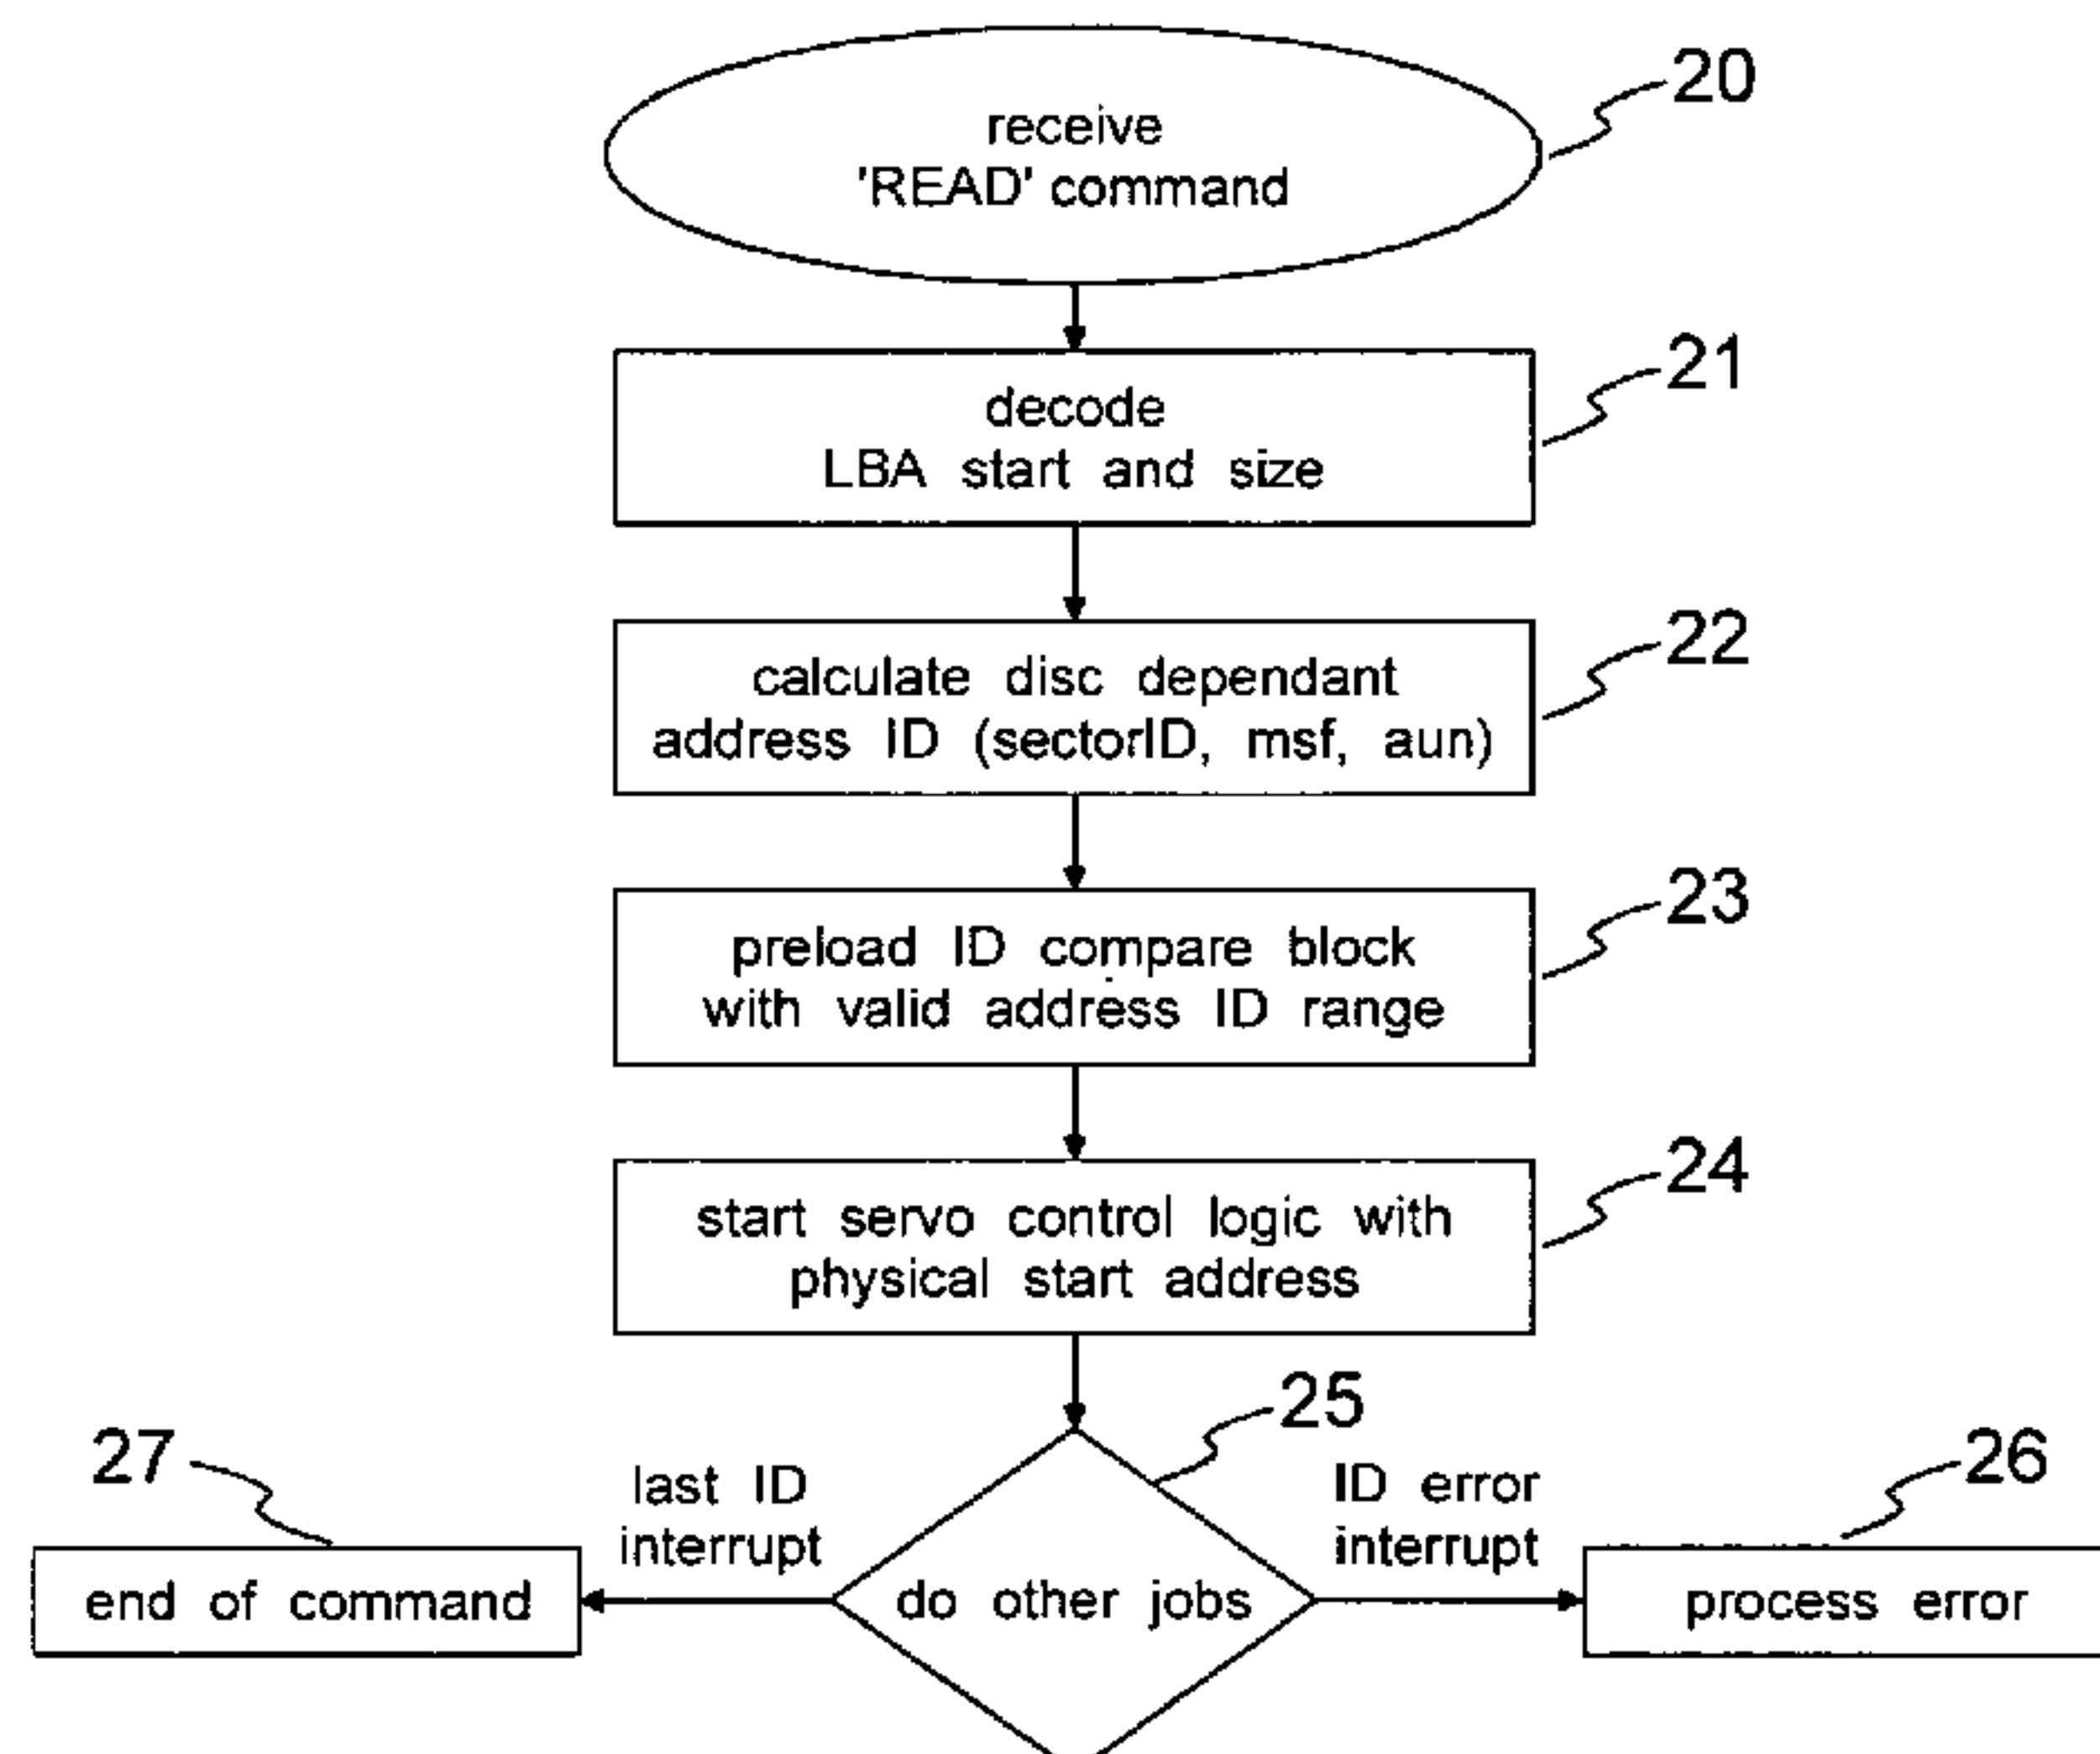 receive
'READ' command
20
decode
LBA start and size
21
calculate disc dependant
address ID (sectorID, msf, aun)
22
preload ID compare block
with valid address ID range
23
start servo control logic with
physical start address
24
25
27
last ID
interrupt
ID error
interrupt
26
end of command
do other jobs
process error